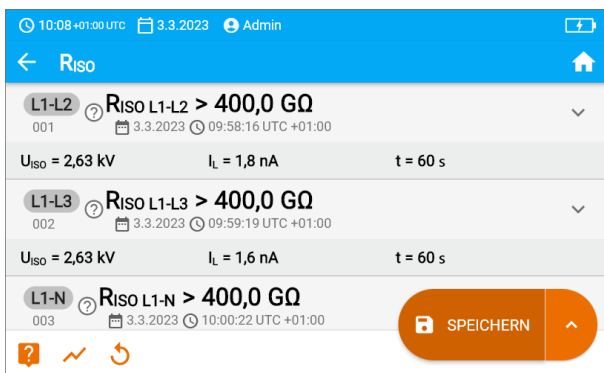 10:08 +01:00 UTC 3.3.2023 Admin
RISO
L1-L2 ? RISO L1-L2 > 400,0 GΩ
001 3.3.2023 09:58:16 UTC +01:00
UISO = 2,63 kV IL = 1,8 nA t = 60 s
L1-L3 ? RISO L1-L3 > 400,0 GΩ
002 3.3.2023 09:59:19 UTC +01:00
UISO = 2,63 kV IL = 1,6 nA t = 60 s
L1-N ? RISO L1-N > 400,0 GΩ
003 3.3.2023 10:00:22 UTC +01:00
SPEICHERN
?